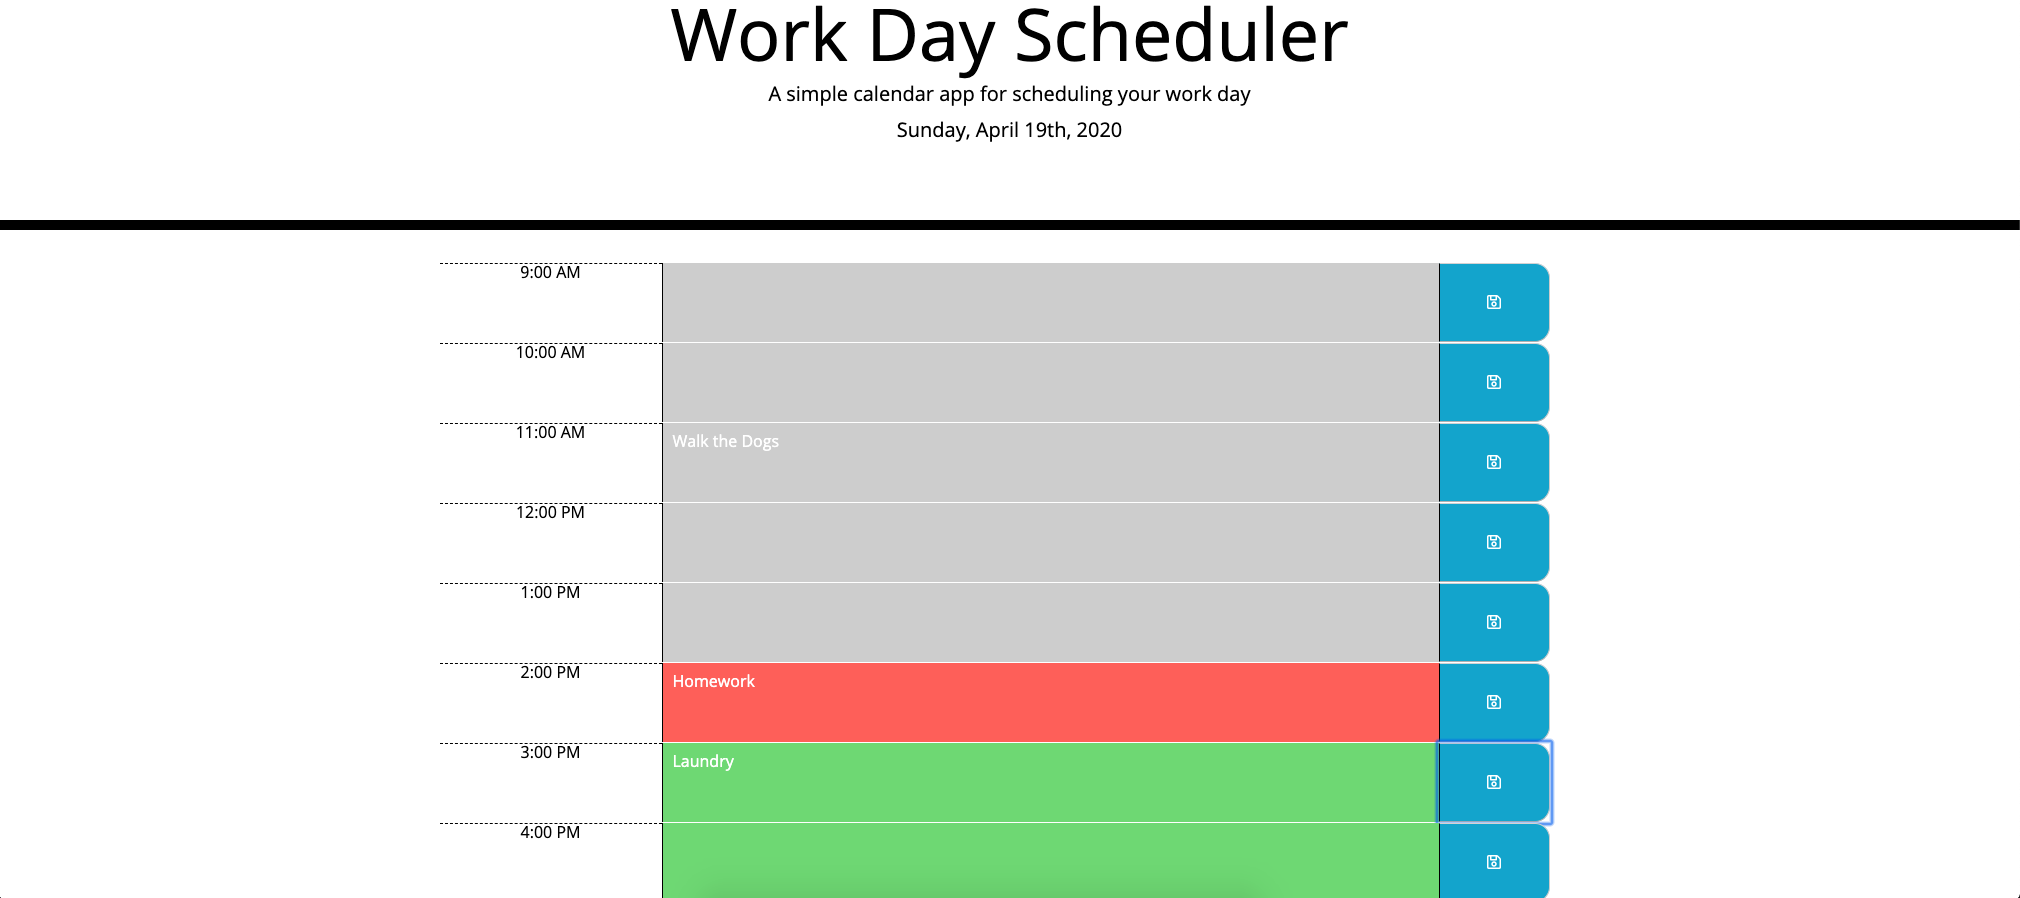 Work Day Scheduler
A simple calendar app for scheduling your work day
Sunday, April 19th, 2020
9:00 AM
10:00 AM
11:00 AM
Walk the Dogs
12:00 PM
1:00 PM
2:00 PM
Homework
3:00 PM
Laundry
4:00 PM